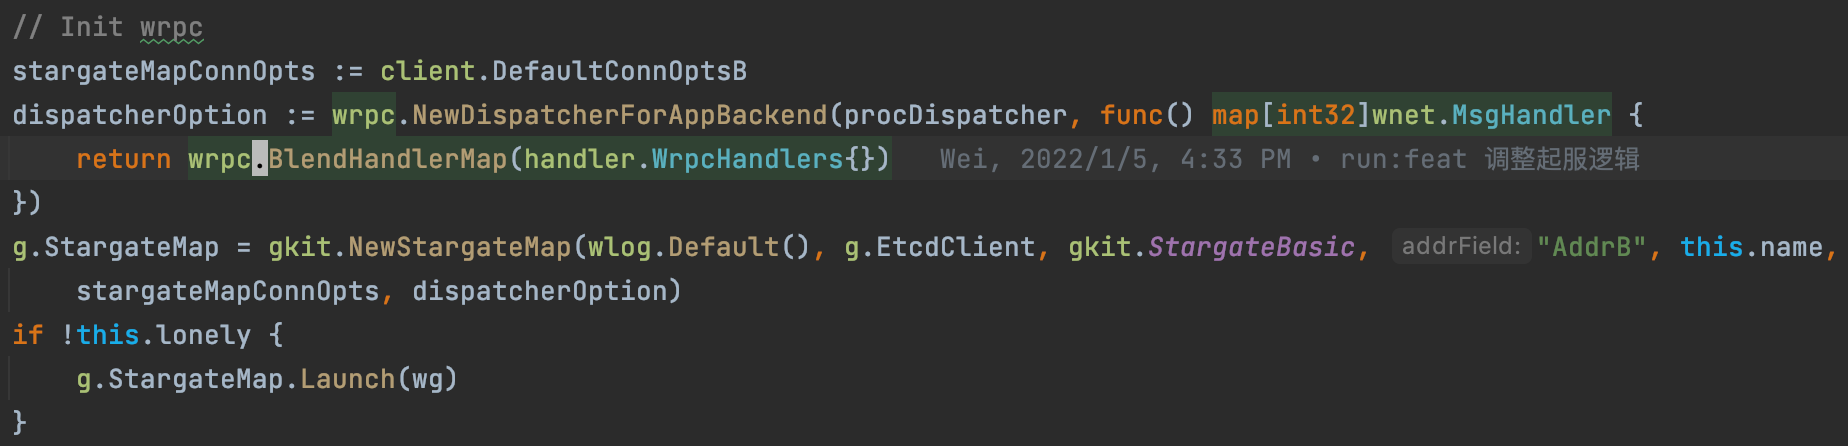 // Init wrpc
stargateMapConnOpts := client.DefaultConnOptsB
dispatcherOption := wrpc.NewDispatcherForAppBackend(procDispatcher, func() map[int32]wnet.MsgHandler {
    return wrpc.BlendHandlerMap(handler.WrpcHandlers{})   Wei, 2022/1/5, 4:33 PM • run:feat 调整起服逻辑
})
g.StargateMap = gkit.NewStargateMap(wlog.Default(), g.EtcdClient, gkit.StargateBasic, addrField: "AddrB", this.name,
    stargateMapConnOpts, dispatcherOption)
if !this.lonely {
    g.StargateMap.Launch(wg)
}